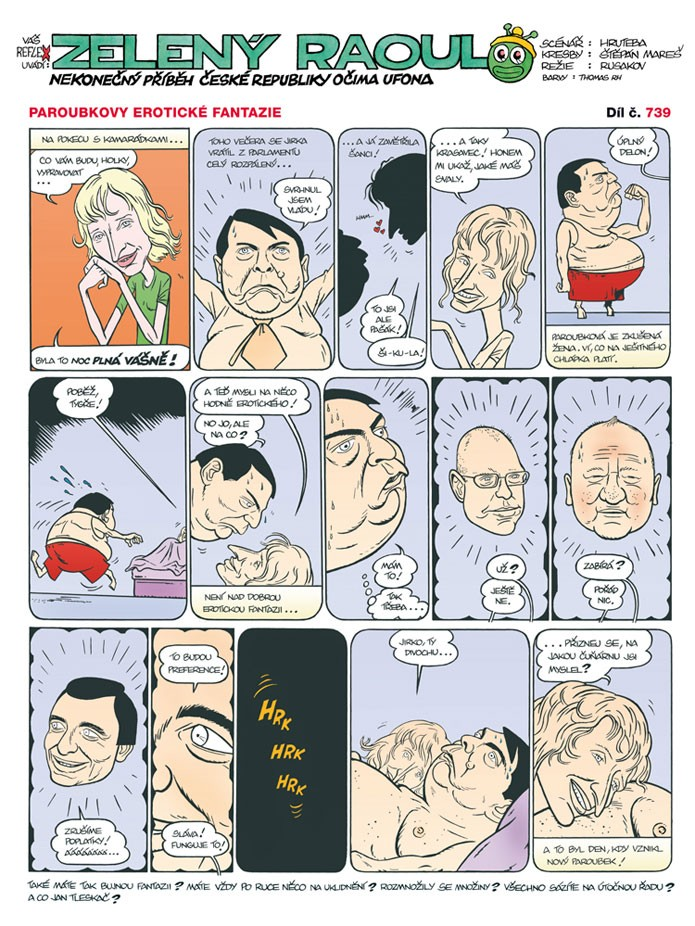 VÁŠ
REFLEX
UVÁDÍ:
ZELENÝ RAOUL
NEKONEČNÝ PŘÍBĚH ČESKÉ REPUBLIKY OČIMA UFONA
SCÉNÁŘ : HRUTEBA
KRESBY : ŠTĚPÁN MAREŠ
REŽIE : RUSAKOV
BARVY : THOMAS RH
PAROUBKOVY EROTICKÉ FANTAZIE
Díl č. 739
NA POKECU S KAMARÁDKAMI...
CO VÁM BUDU, HOLKY,
VYPRAVOVAT
...
BYLA TO NOC PLNÁ VÁŠNĚ!
TOHO VEČERA SE JIRKA
VRÁTIL Z PARLAMENTU
CELÝ ROZPÁLENÝ...
SVRHNUL
JSEM
VLÁDU!
...A JÁ ZAVĚTŘILA
ŠANCI!
TO JSI
ALE
PAŠÁK!
ŠI-KU-LA!
...A TAKY
KRASAVEC! HONEM
MI UKAŽ, JAKÉ MÁŠ
SVALY.
ÚPLNÝ
DELON!
PAROUBKOVÁ JE ZKUŠENÁ
ŽENA. VÍ, CO NA JEŠITNÉHO
CHLAPKA PLATÍ.
POBĚŽ,
TYGŘE!
A TEĎ MYSLI NA NĚCO
HODNĚ EROTICKÉHO!
NO JO, ALE
NA CO?
NENÍ NAD DOBROU
EROTICKOU FANTAZII...
MÁM
TO!
TAK
TŘEBA...
UŽ?
JEŠTĚ
NE.
ZABÍRÁ?
POŘÁD
NIC.
ZRUŠÍME
POPLATKY!
ÁÁÁÁÁÁÁÁ...
TO BUDOU
PREFERENCE!
SLÁVA!
FUNGUJE TO!
HRK
HRK
HRK
JIRKO, TY
DIVOCHU...
...PŘIZNEJ SE, NA
JAKOU ČUŇÁRNU JSI
MYSLEL?
A TO BYL DEN, KDY VZNIKL
NOVÝ PAROUBEK!
TAKÉ MÁTE TAK BUJNOU FANTAZII? MÁTE VŽDY PO RUCE NĚCO NA UKLIDNĚNÍ? ROZMNOŽILY SE MNOŽINY? VŠECHNO SÁZÍTE NA ÚTOČNOU ŘADU?
A CO JAN TLESKAČ?